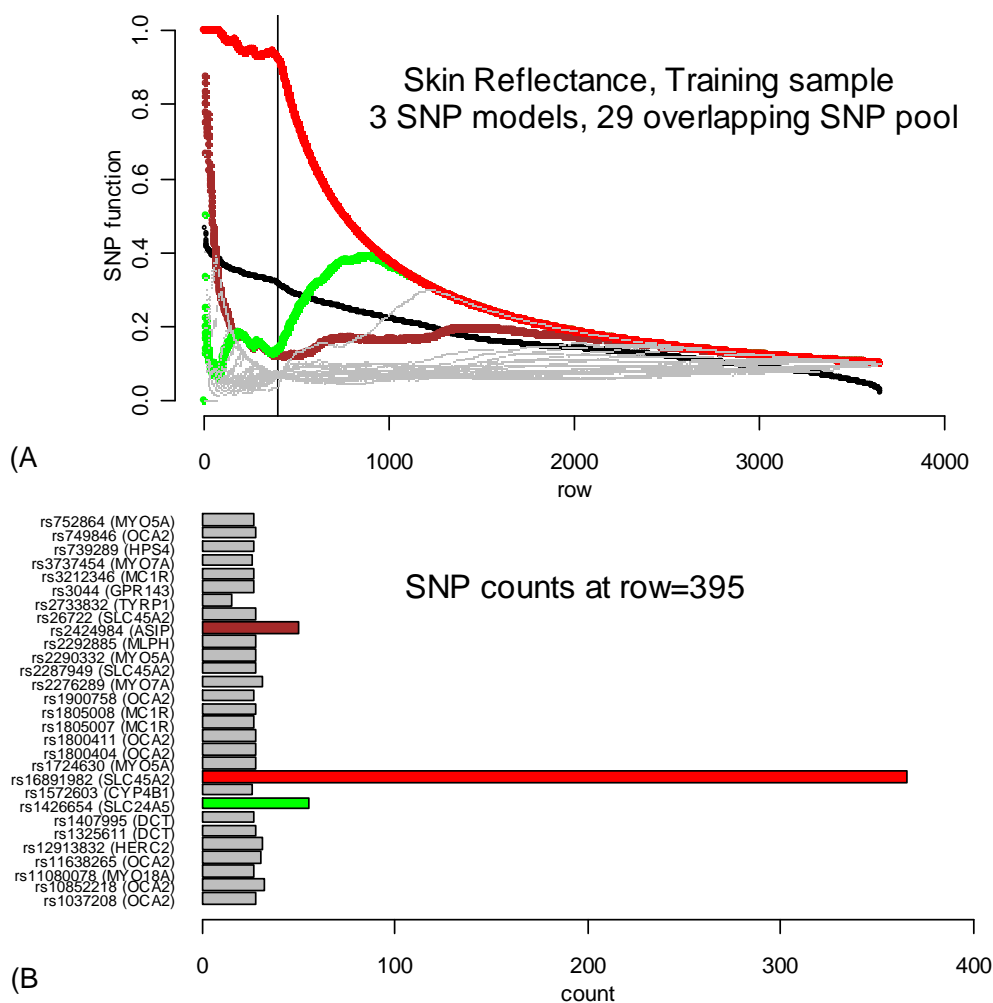 1.0
0.8
0.6
0.4
0.2
0.0
SNP function
Skin Reflectance, Training sample
3 SNP models, 29 overlapping SNP pool
0 1000 2000 3000 4000
row
(A
rs752864 (MYO5A)
rs749846 (OCA2)
rs739289 (HPS4)
rs3737454 (MYO7A)
rs3212346 (MC1R)
rs3044 (GPR143)
rs2733832 (TYRP1)
rs26722 (SLC45A2)
rs2424984 (ASIP)
rs2292885 (MLPH)
rs2290332 (MYO5A)
rs2287949 (SLC45A2)
rs2276289 (MYO7A)
rs1900758 (OCA2)
rs1805008 (MC1R)
rs1805007 (MC1R)
rs1800411 (OCA2)
rs1800404 (OCA2)
rs1724630 (MYO5A)
rs16891982 (SLC45A2)
rs1572603 (CYP4B1)
rs1426654 (SLC24A5)
rs1407995 (DCT)
rs1325611 (DCT)
rs12913832 (HERC2)
rs11638265 (OCA2)
rs11080078 (MYO18A)
rs10852218 (OCA2)
rs1037208 (OCA2)
SNP counts at row=395
0 100 200 300 400
count
(B